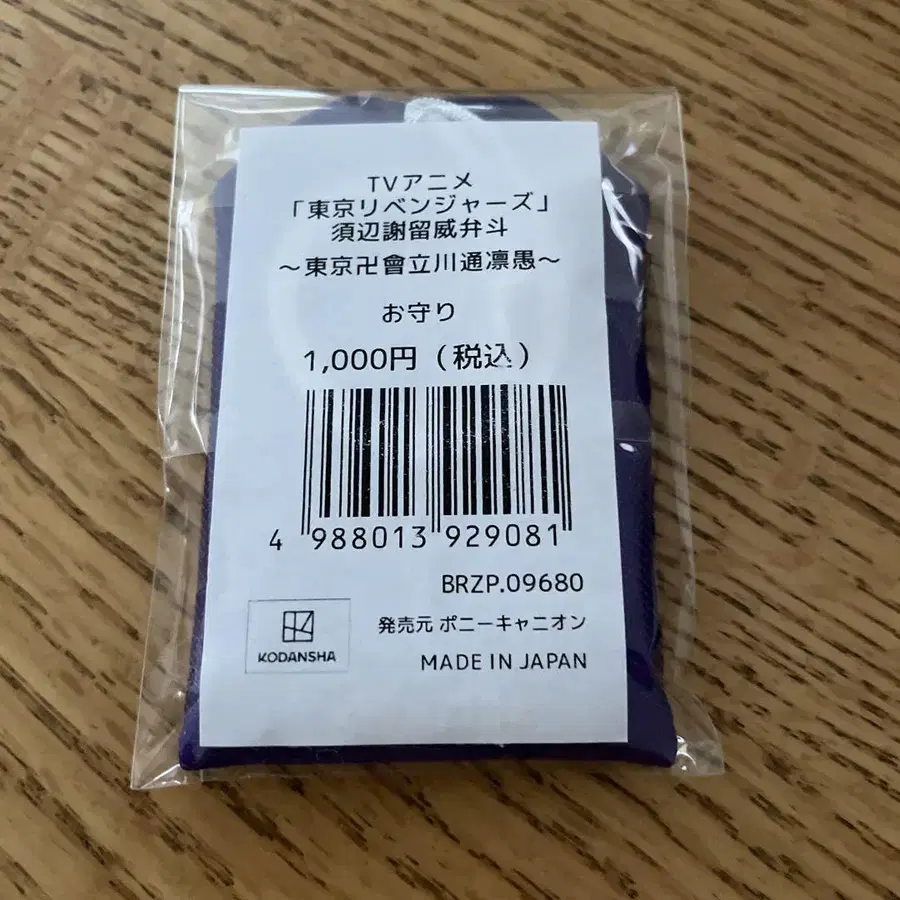 TVアニメ
「東京リベンジャーズ」
須辺謝留威弁斗
～東京卍會立川通凛愚～
お守り
1,000円（税込）
4 988013 929081
BRZP.09680
KODANSHA
発売元 ポニーキャニオン
MADE IN JAPAN